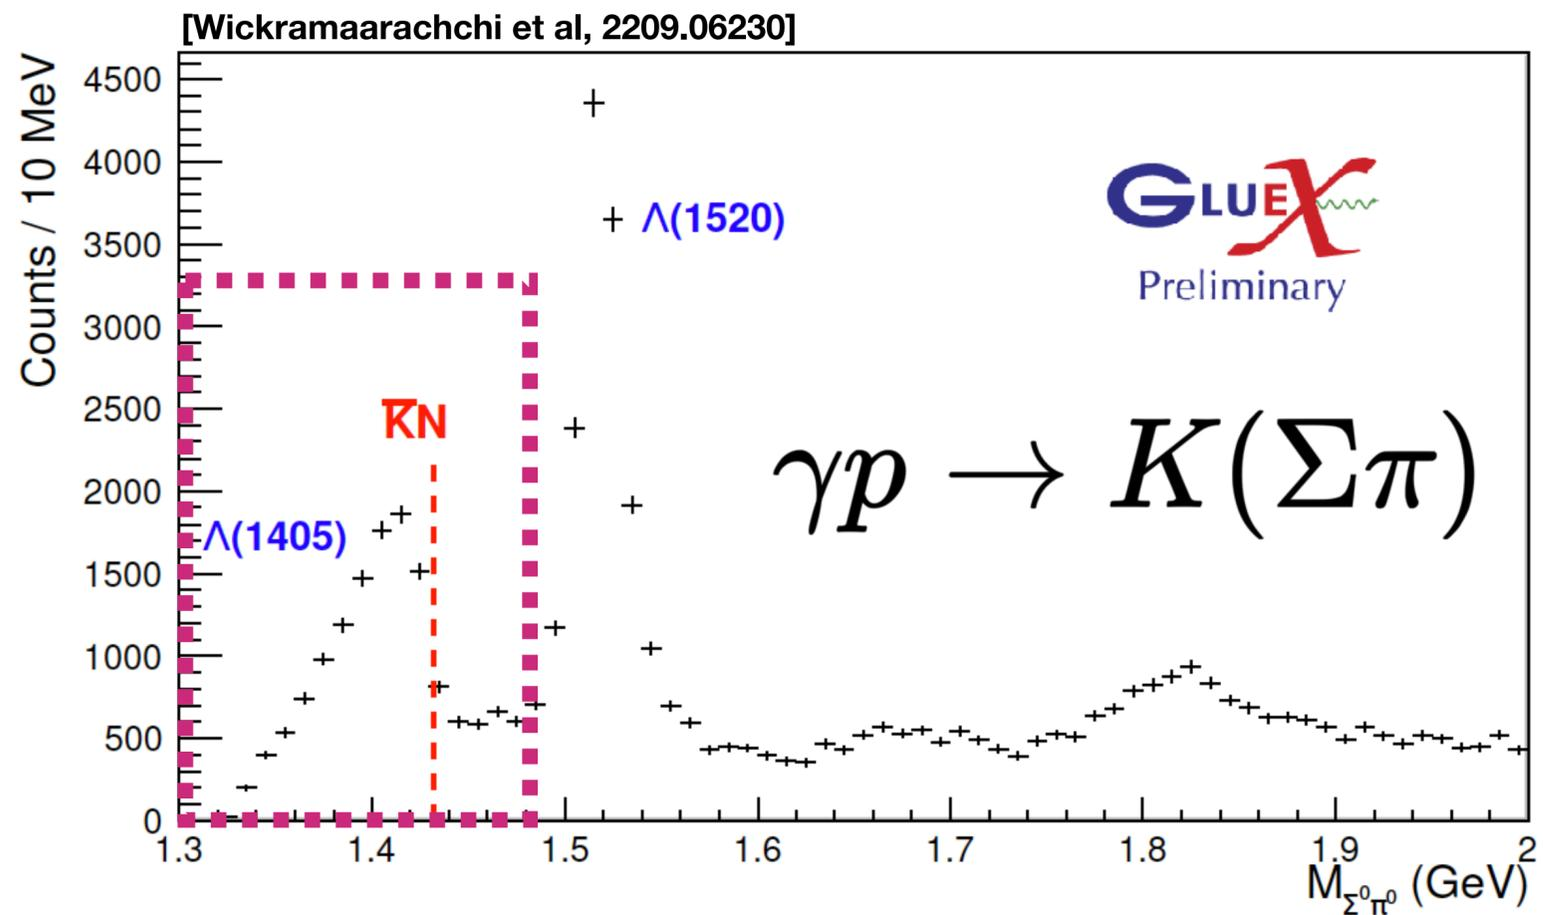 [Wickramaarachchi et al, 2209.06230]
Counts / 10 MeV
4500
4000
3500
3000
2500
2000
1500
1000
500
0
Λ(1520)
GLUEX
Preliminary
K̅N
Λ(1405)
γp → K(Σπ)
1.3 1.4 1.5 1.6 1.7 1.8 1.9 2
M_Σ⁰π⁰ (GeV)